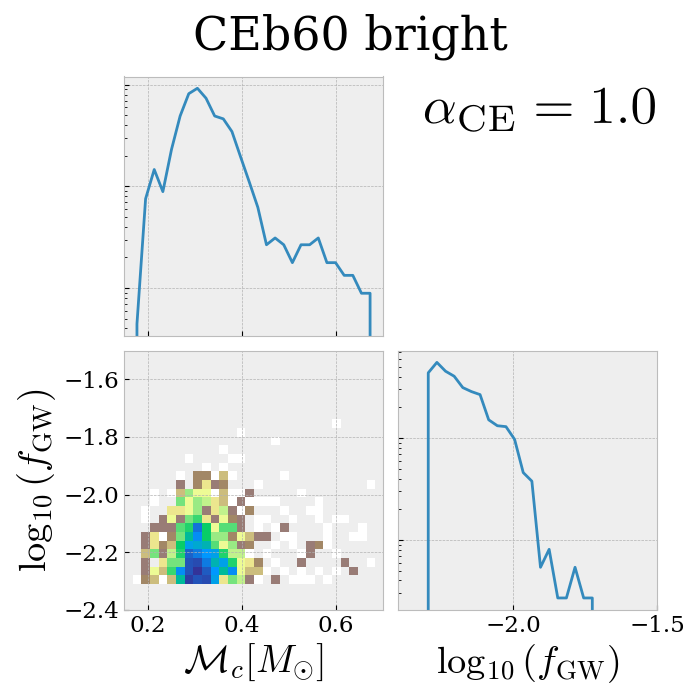 CEb60 bright
α_CE = 1.0
log₁₀(f_GW)
−1.6
−1.8
−2.0
−2.2
−2.4
0.2 0.4 0.6
−2.0 −1.5
ℳ_c[M_⊙]
log₁₀(f_GW)